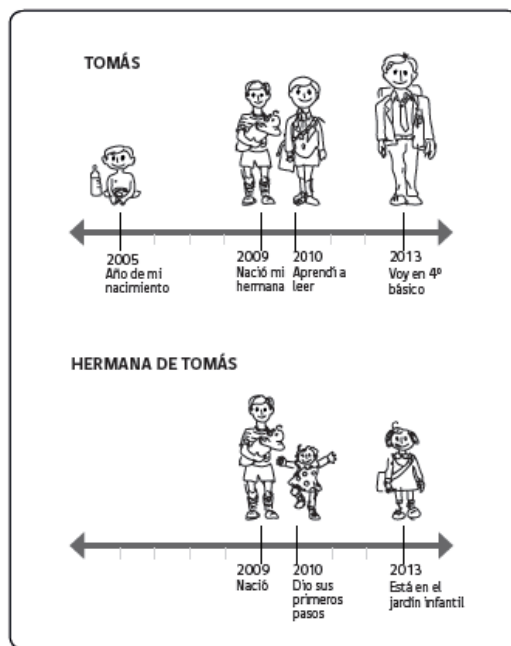 TOMÁS
2005
Año de mi
nacimiento
2009
Nació mi
hermana
2010
Aprendí a
leer
2013
Voy en 4º
básico
HERMANA DE TOMÁS
2009
Nació
2010
Dio sus
primeros
pasos
2013
Está en el
jardín infantil